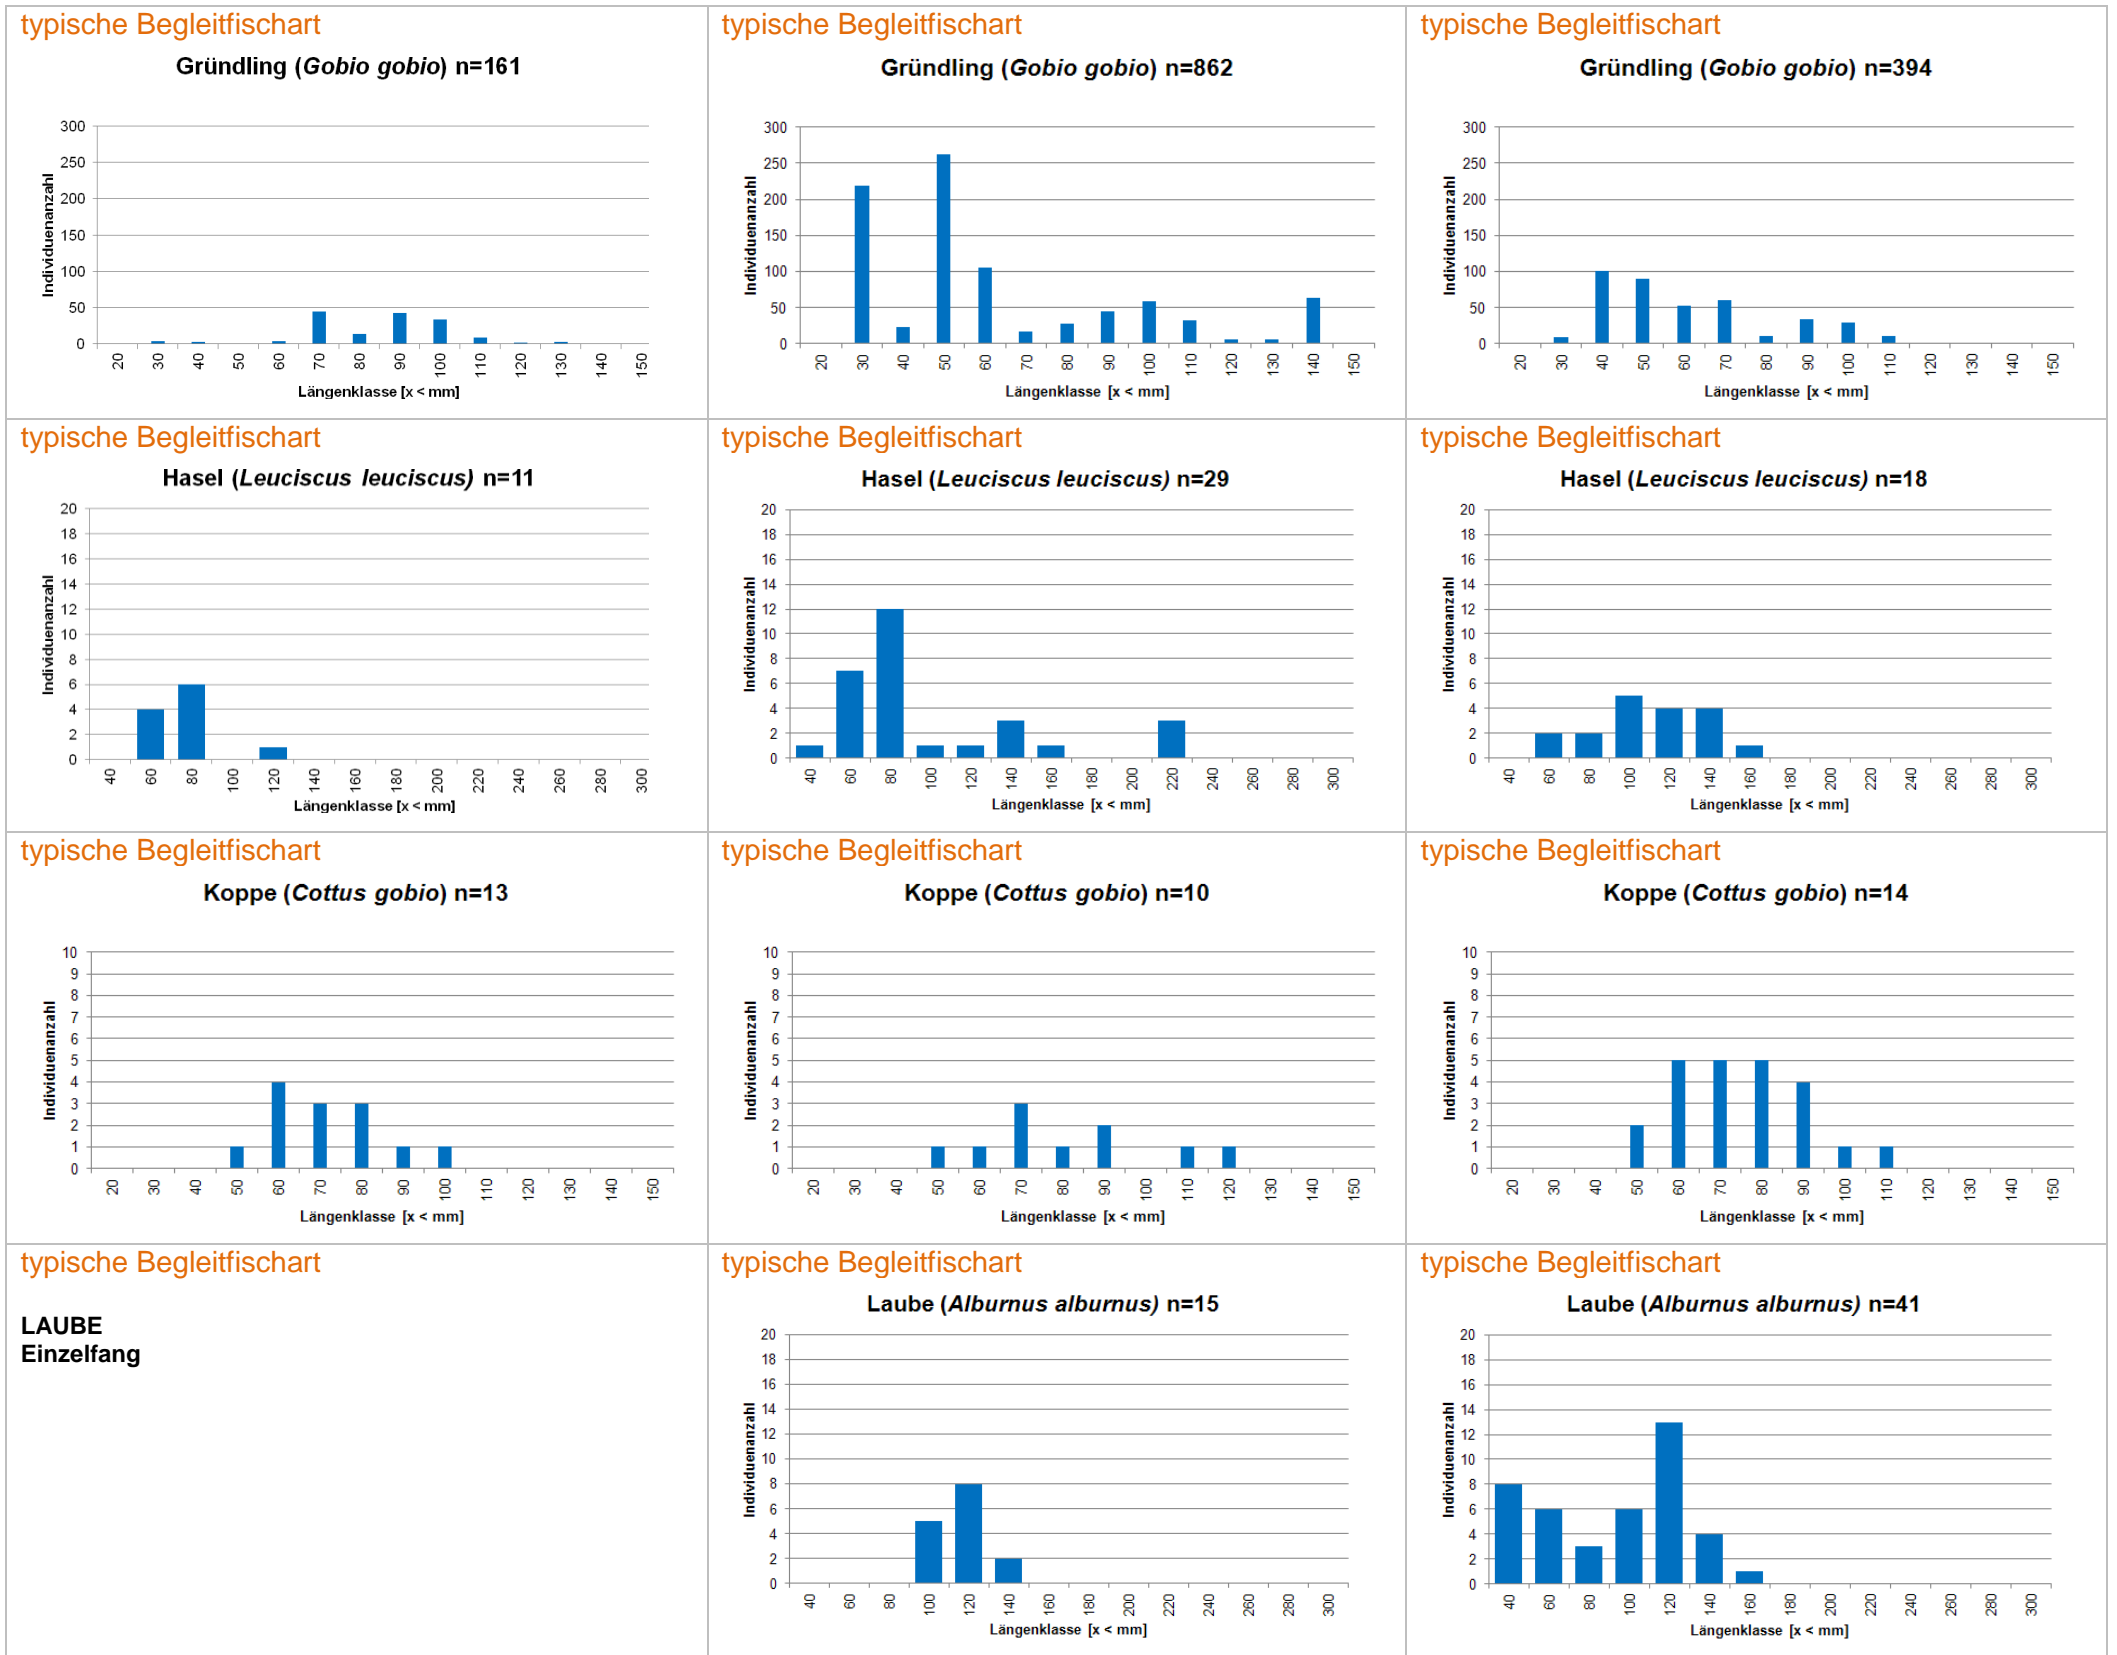 typische Begleitfischart
Gründling (Gobio gobio) n=161
300
250
200
150
100
50
0
Individuenanzahl
20 30 40 50 60 70 80 90 100 110 120 130 140 150
Längenklasse [x < mm]
typische Begleitfischart
Gründling (Gobio gobio) n=862
300
250
200
150
100
50
0
Individuenanzahl
20 30 40 50 60 70 80 90 100 110 120 130 140 150
Längenklasse [x < mm]
typische Begleitfischart
Gründling (Gobio gobio) n=394
300
250
200
150
100
50
0
Individuenanzahl
20 30 40 50 60 70 80 90 100 110 120 130 140 150
Längenklasse [x < mm]
typische Begleitfischart
Hasel (Leuciscus leuciscus) n=11
20
18
16
14
12
10
8
6
4
2
0
Individuenanzahl
40 60 80 100 120 140 160 180 200 220 240 260 280 300
Längenklasse [x < mm]
typische Begleitfischart
Hasel (Leuciscus leuciscus) n=29
20
18
16
14
12
10
8
6
4
2
0
Individuenanzahl
40 60 80 100 120 140 160 180 200 220 240 260 280 300
Längenklasse [x < mm]
typische Begleitfischart
Hasel (Leuciscus leuciscus) n=18
20
18
16
14
12
10
8
6
4
2
0
Individuenanzahl
40 60 80 100 120 140 160 180 200 220 240 260 280 300
Längenklasse [x < mm]
typische Begleitfischart
Koppe (Cottus gobio) n=13
10
9
8
7
6
5
4
3
2
1
0
Individuenanzahl
20 30 40 50 60 70 80 90 100 110 120 130 140 150
Längenklasse [x < mm]
typische Begleitfischart
Koppe (Cottus gobio) n=10
10
9
8
7
6
5
4
3
2
1
0
Individuenanzahl
20 30 40 50 60 70 80 90 100 110 120 130 140 150
Längenklasse [x < mm]
typische Begleitfischart
Koppe (Cottus gobio) n=14
10
9
8
7
6
5
4
3
2
1
0
Individuenanzahl
20 30 40 50 60 70 80 90 100 110 120 130 140 150
Längenklasse [x < mm]
typische Begleitfischart
LAUBE
Einzelfang
typische Begleitfischart
Laube (Alburnus alburnus) n=15
20
18
16
14
12
10
8
6
4
2
0
Individuenanzahl
40 60 80 100 120 140 160 180 200 220 240 260 280 300
Längenklasse [x < mm]
typische Begleitfischart
Laube (Alburnus alburnus) n=41
20
18
16
14
12
10
8
6
4
2
0
Individuenanzahl
40 60 80 100 120 140 160 180 200 220 240 260 280 300
Längenklasse [x < mm]